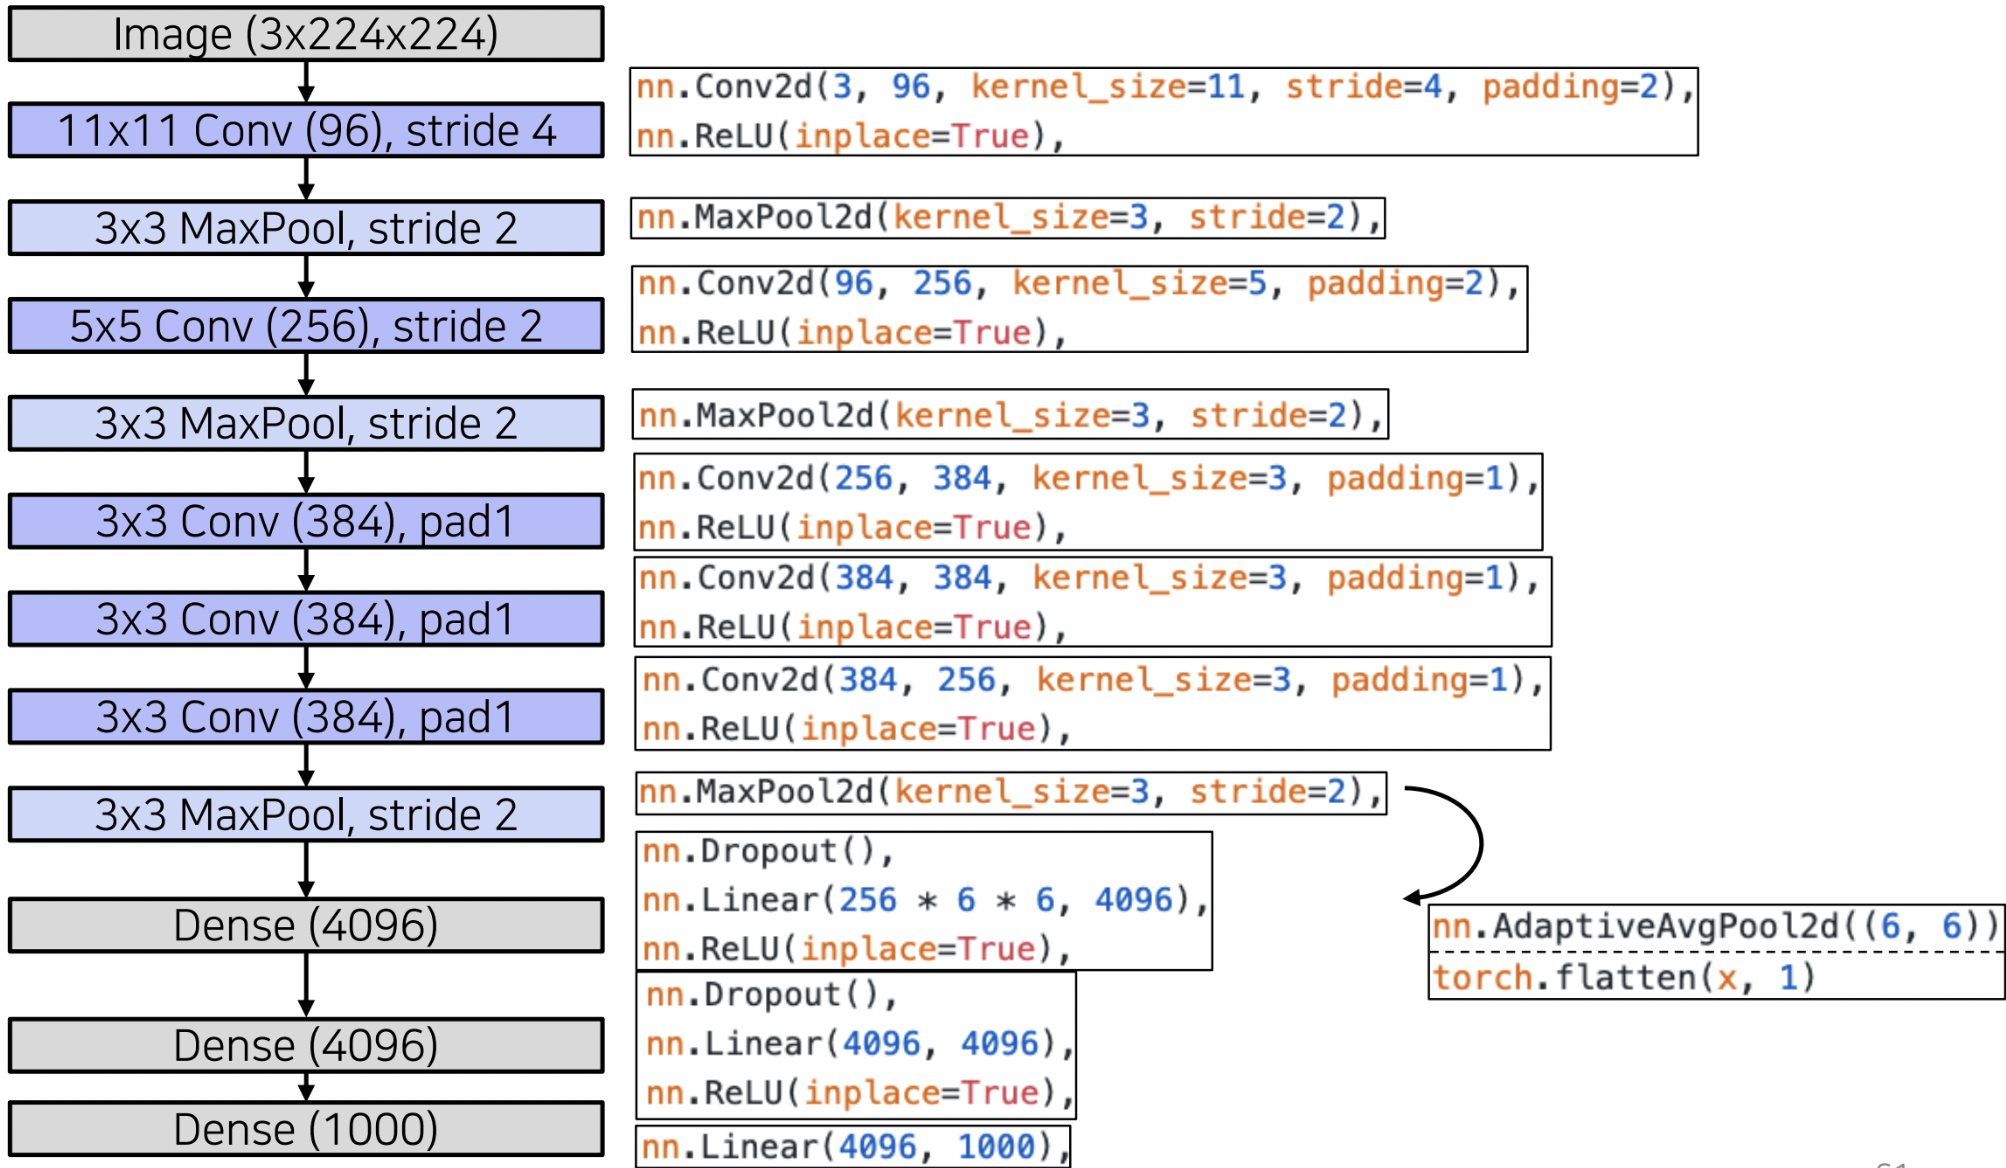 Image (3x224x224)
11x11 Conv (96), stride 4
nn.Conv2d(3, 96, kernel_size=11, stride=4, padding=2),
nn.ReLU(inplace=True),
3x3 MaxPool, stride 2
nn.MaxPool2d(kernel_size=3, stride=2),
5x5 Conv (256), stride 2
nn.Conv2d(96, 256, kernel_size=5, padding=2),
nn.ReLU(inplace=True),
3x3 MaxPool, stride 2
nn.MaxPool2d(kernel_size=3, stride=2),
3x3 Conv (384), pad1
nn.Conv2d(256, 384, kernel_size=3, padding=1),
nn.ReLU(inplace=True),
3x3 Conv (384), pad1
nn.Conv2d(384, 384, kernel_size=3, padding=1),
nn.ReLU(inplace=True),
3x3 Conv (384), pad1
nn.Conv2d(384, 256, kernel_size=3, padding=1),
nn.ReLU(inplace=True),
3x3 MaxPool, stride 2
nn.MaxPool2d(kernel_size=3, stride=2),
nn.AdaptiveAvgPool2d((6, 6))
torch.flatten(x, 1)
Dense (4096)
nn.Dropout(),
nn.Linear(256 * 6 * 6, 4096),
nn.ReLU(inplace=True),
Dense (4096)
nn.Dropout(),
nn.Linear(4096, 4096),
nn.ReLU(inplace=True),
Dense (1000)
nn.Linear(4096, 1000),